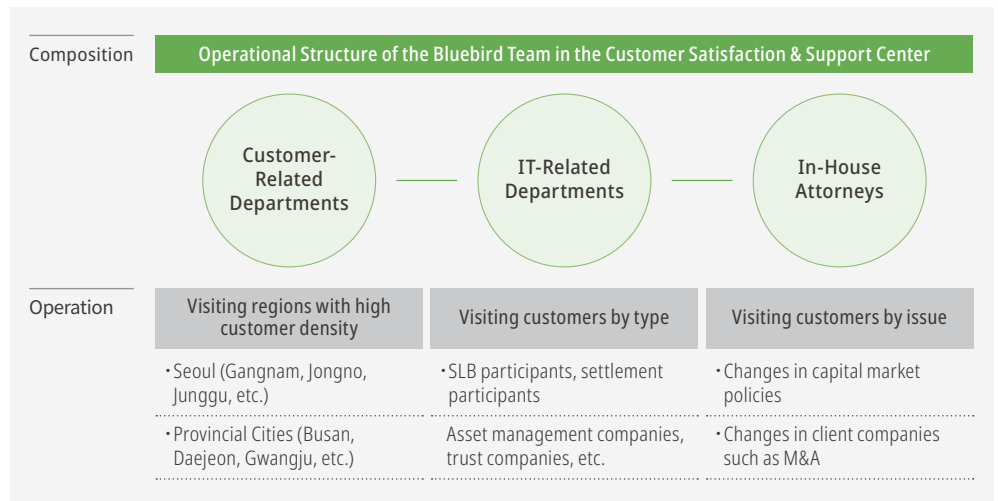 Composition
Operational Structure of the Bluebird Team in the Customer Satisfaction & Support Center
Customer-
Related
Departments
IT-Related
Departments
In-House
Attorneys
Operation
Visiting regions with high
customer density
Visiting customers by type
Visiting customers by issue
·Seoul (Gangnam, Jongno,
Junggu, etc.)
·SLB participants, settlement
participants
·Changes in capital market
policies
·Provincial Cities (Busan,
Daejeon, Gwangju, etc.)
Asset management companies,
trust companies, etc.
·Changes in client companies
such as M&A